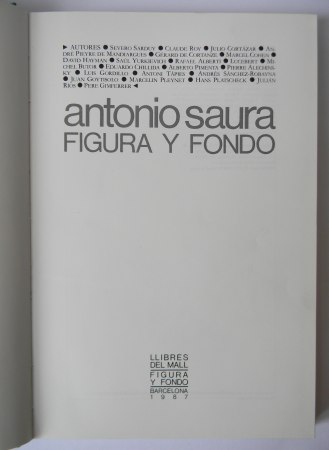 ▶ AUTORES • SEVERO SARDUY • CLAUDE ROY • JULIO CORTÁZAR • AN-
DRÉ PIEYRE DE MANDIARGUES • GÉRARD DE CORTANZE • MARCEL COHEN •
DAVID HAYMAN • SAÚL YURKIEVICH • RAFAEL ALBERTI • LUCEBERT • MI-
CHEL BUTOR • EDUARDO CHILLIDA • ALBERTO PIMENTA • PIERRE ALECHINS-
KY • LUIS GORDILLO • ANTONI TÀPIES • ANDRÉS SÁNCHEZ-ROBAYNA
• JUAN GOYTISOLO • MARCELIN PLEYNET • HANS PLATSCHEK • JULIÁN
RÍOS • PERE GIMFERRER ◀
antonio saura
FIGURA Y FONDO
LLIBRES
DEL MALL
FIGURA
Y FONDO
BARCELONA
1987